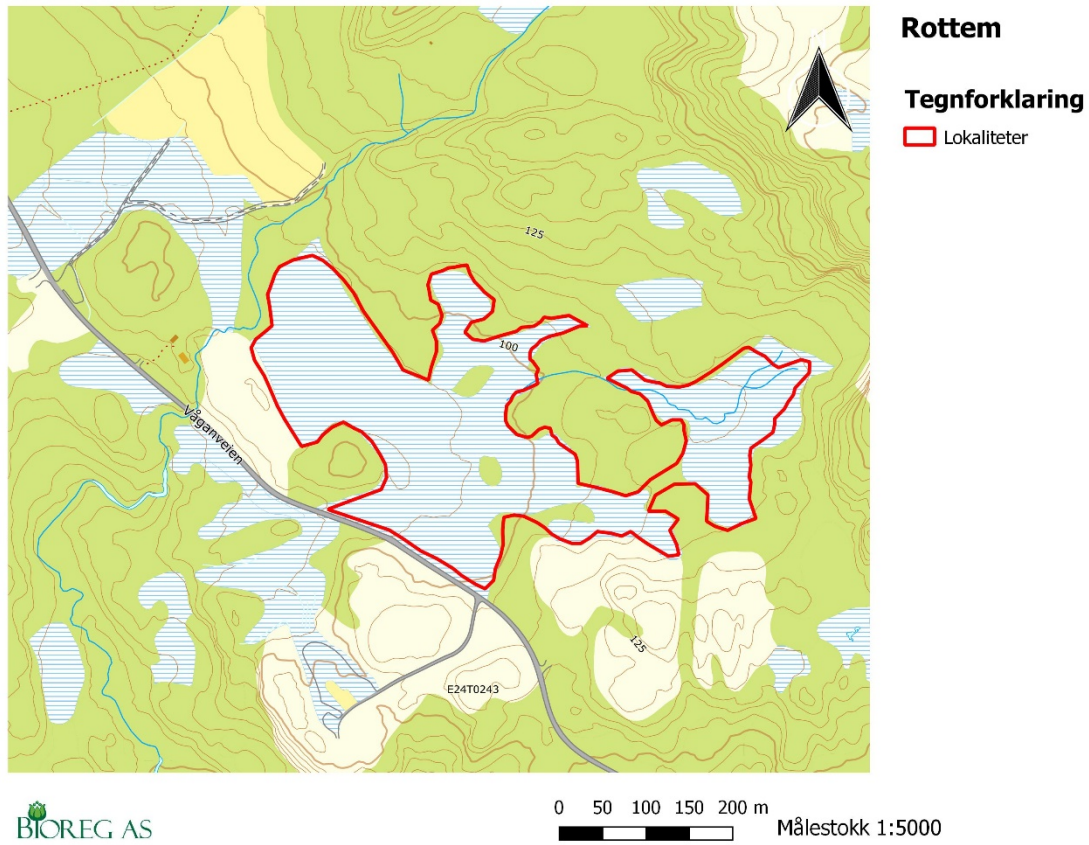 Rottem
Tegnforklaring
Lokaliteter
125
100
Våganveien
125
E24T0243
BIOREG AS
0 50 100 150 200 m
Målestokk 1:5000